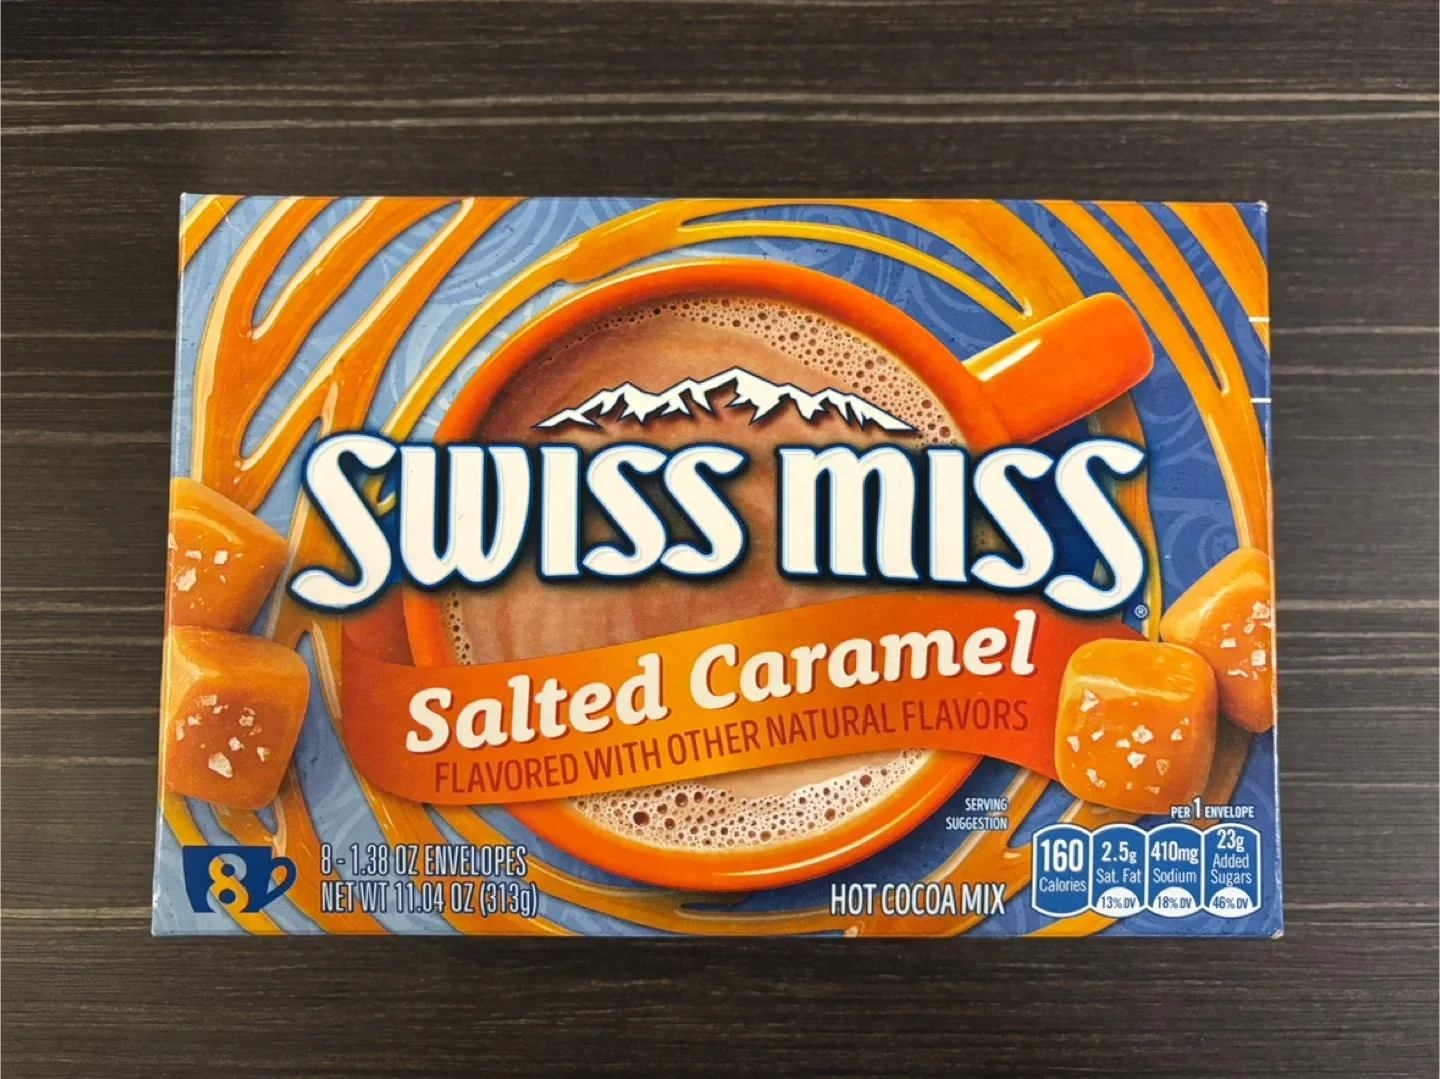 SWISS MISS®
Salted Caramel
FLAVORED WITH OTHER NATURAL FLAVORS
SERVING
SUGGESTION
8
8 - 1.38 OZ ENVELOPES
NET WT 11.04 OZ (313g)
HOT COCOA MIX
PER 1 ENVELOPE
160
Calories
2.5g
Sat. Fat
13% DV
410mg
Sodium
18% DV
23g
Added
Sugars
46% DV